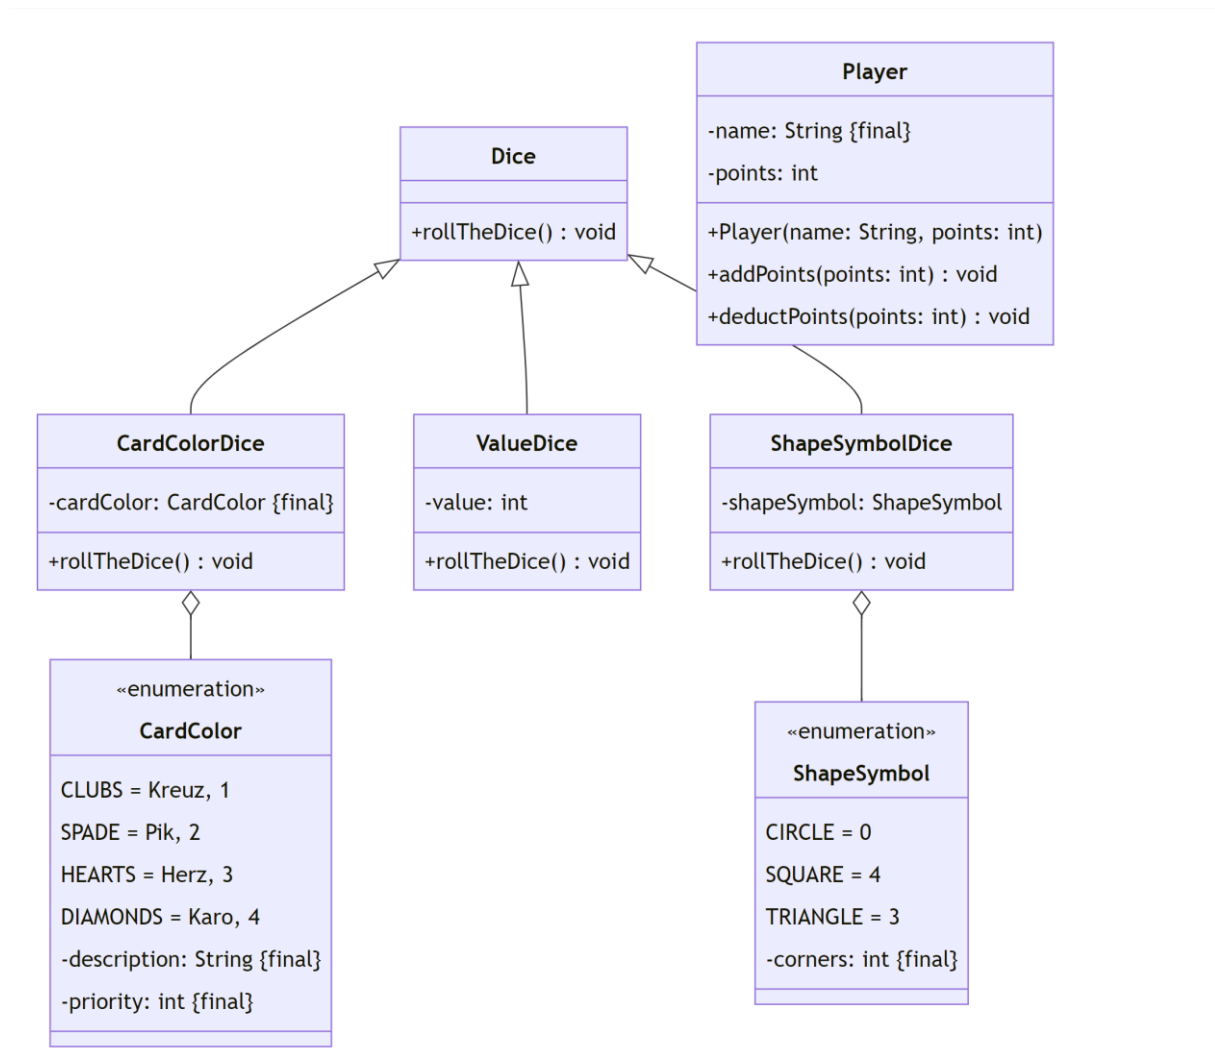 Player
-name: String {final}
-points: int
+Player(name: String, points: int)
+addPoints(points: int) : void
+deductPoints(points: int) : void
Dice
+rollTheDice() : void
CardColorDice
-cardColor: CardColor {final}
+rollTheDice() : void
ValueDice
-value: int
+rollTheDice() : void
ShapeSymbolDice
-shapeSymbol: ShapeSymbol
+rollTheDice() : void
«enumeration»
CardColor
CLUBS = Kreuz, 1
SPADE = Pik, 2
HEARTS = Herz, 3
DIAMONDS = Karo, 4
-description: String {final}
-priority: int {final}
«enumeration»
ShapeSymbol
CIRCLE = 0
SQUARE = 4
TRIANGLE = 3
-corners: int {final}